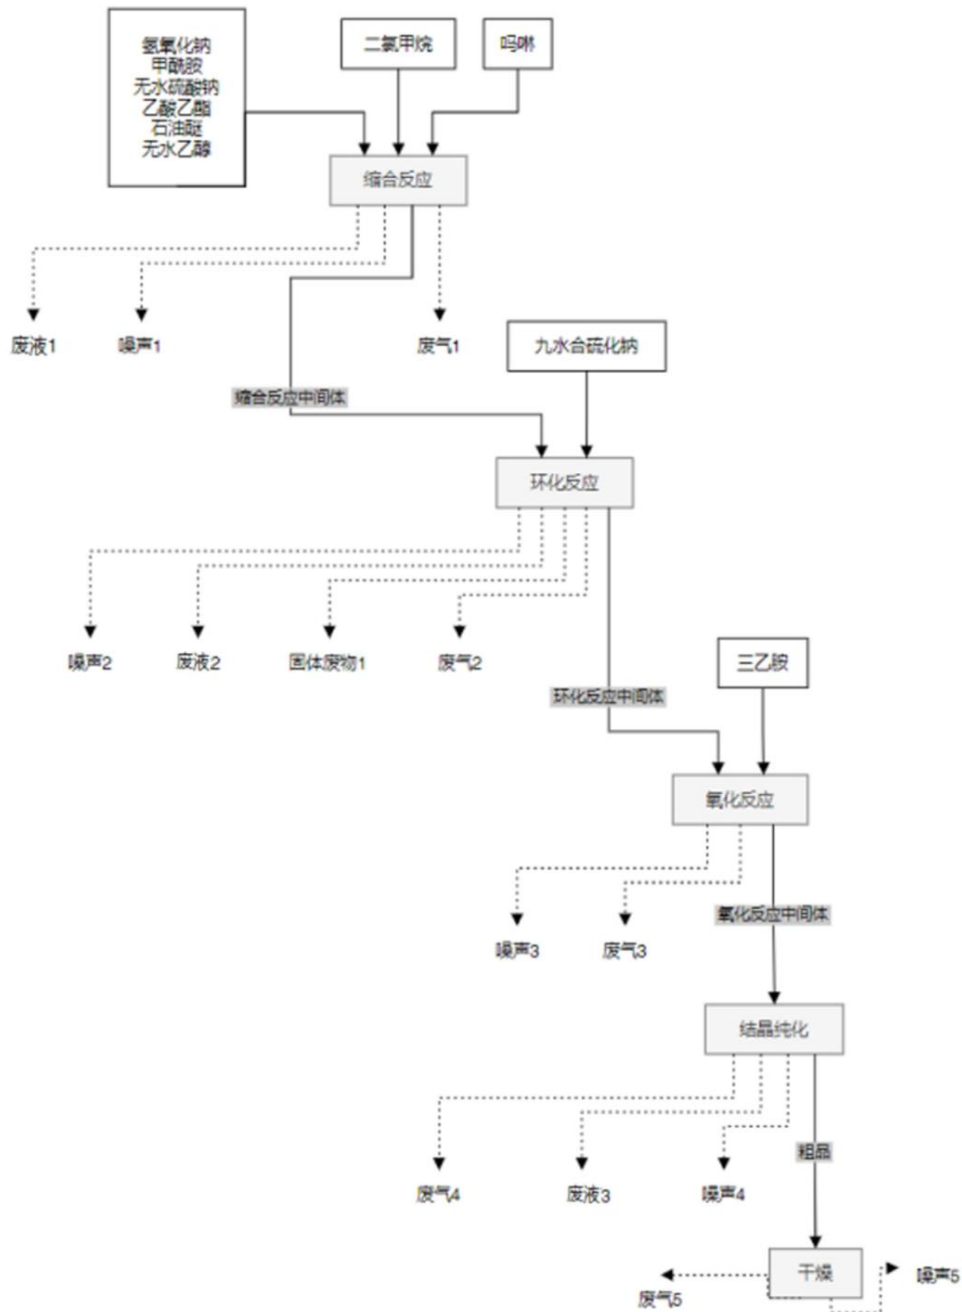 氢氧化钠
甲酰胺
无水硫酸钠
乙酸乙酯
石油醚
无水乙醇
二氯甲烷
吗啉
缩合反应
废液1
噪声1
废气1
九水合硫化钠
缩合反应中间体
环化反应
噪声2
废液2
固体废物1
废气2
三乙胺
环化反应中间体
氧化反应
氧化反应中间体
噪声3
废气3
结晶纯化
粗品
废气4
废液3
噪声4
干燥
噪声5
废气5